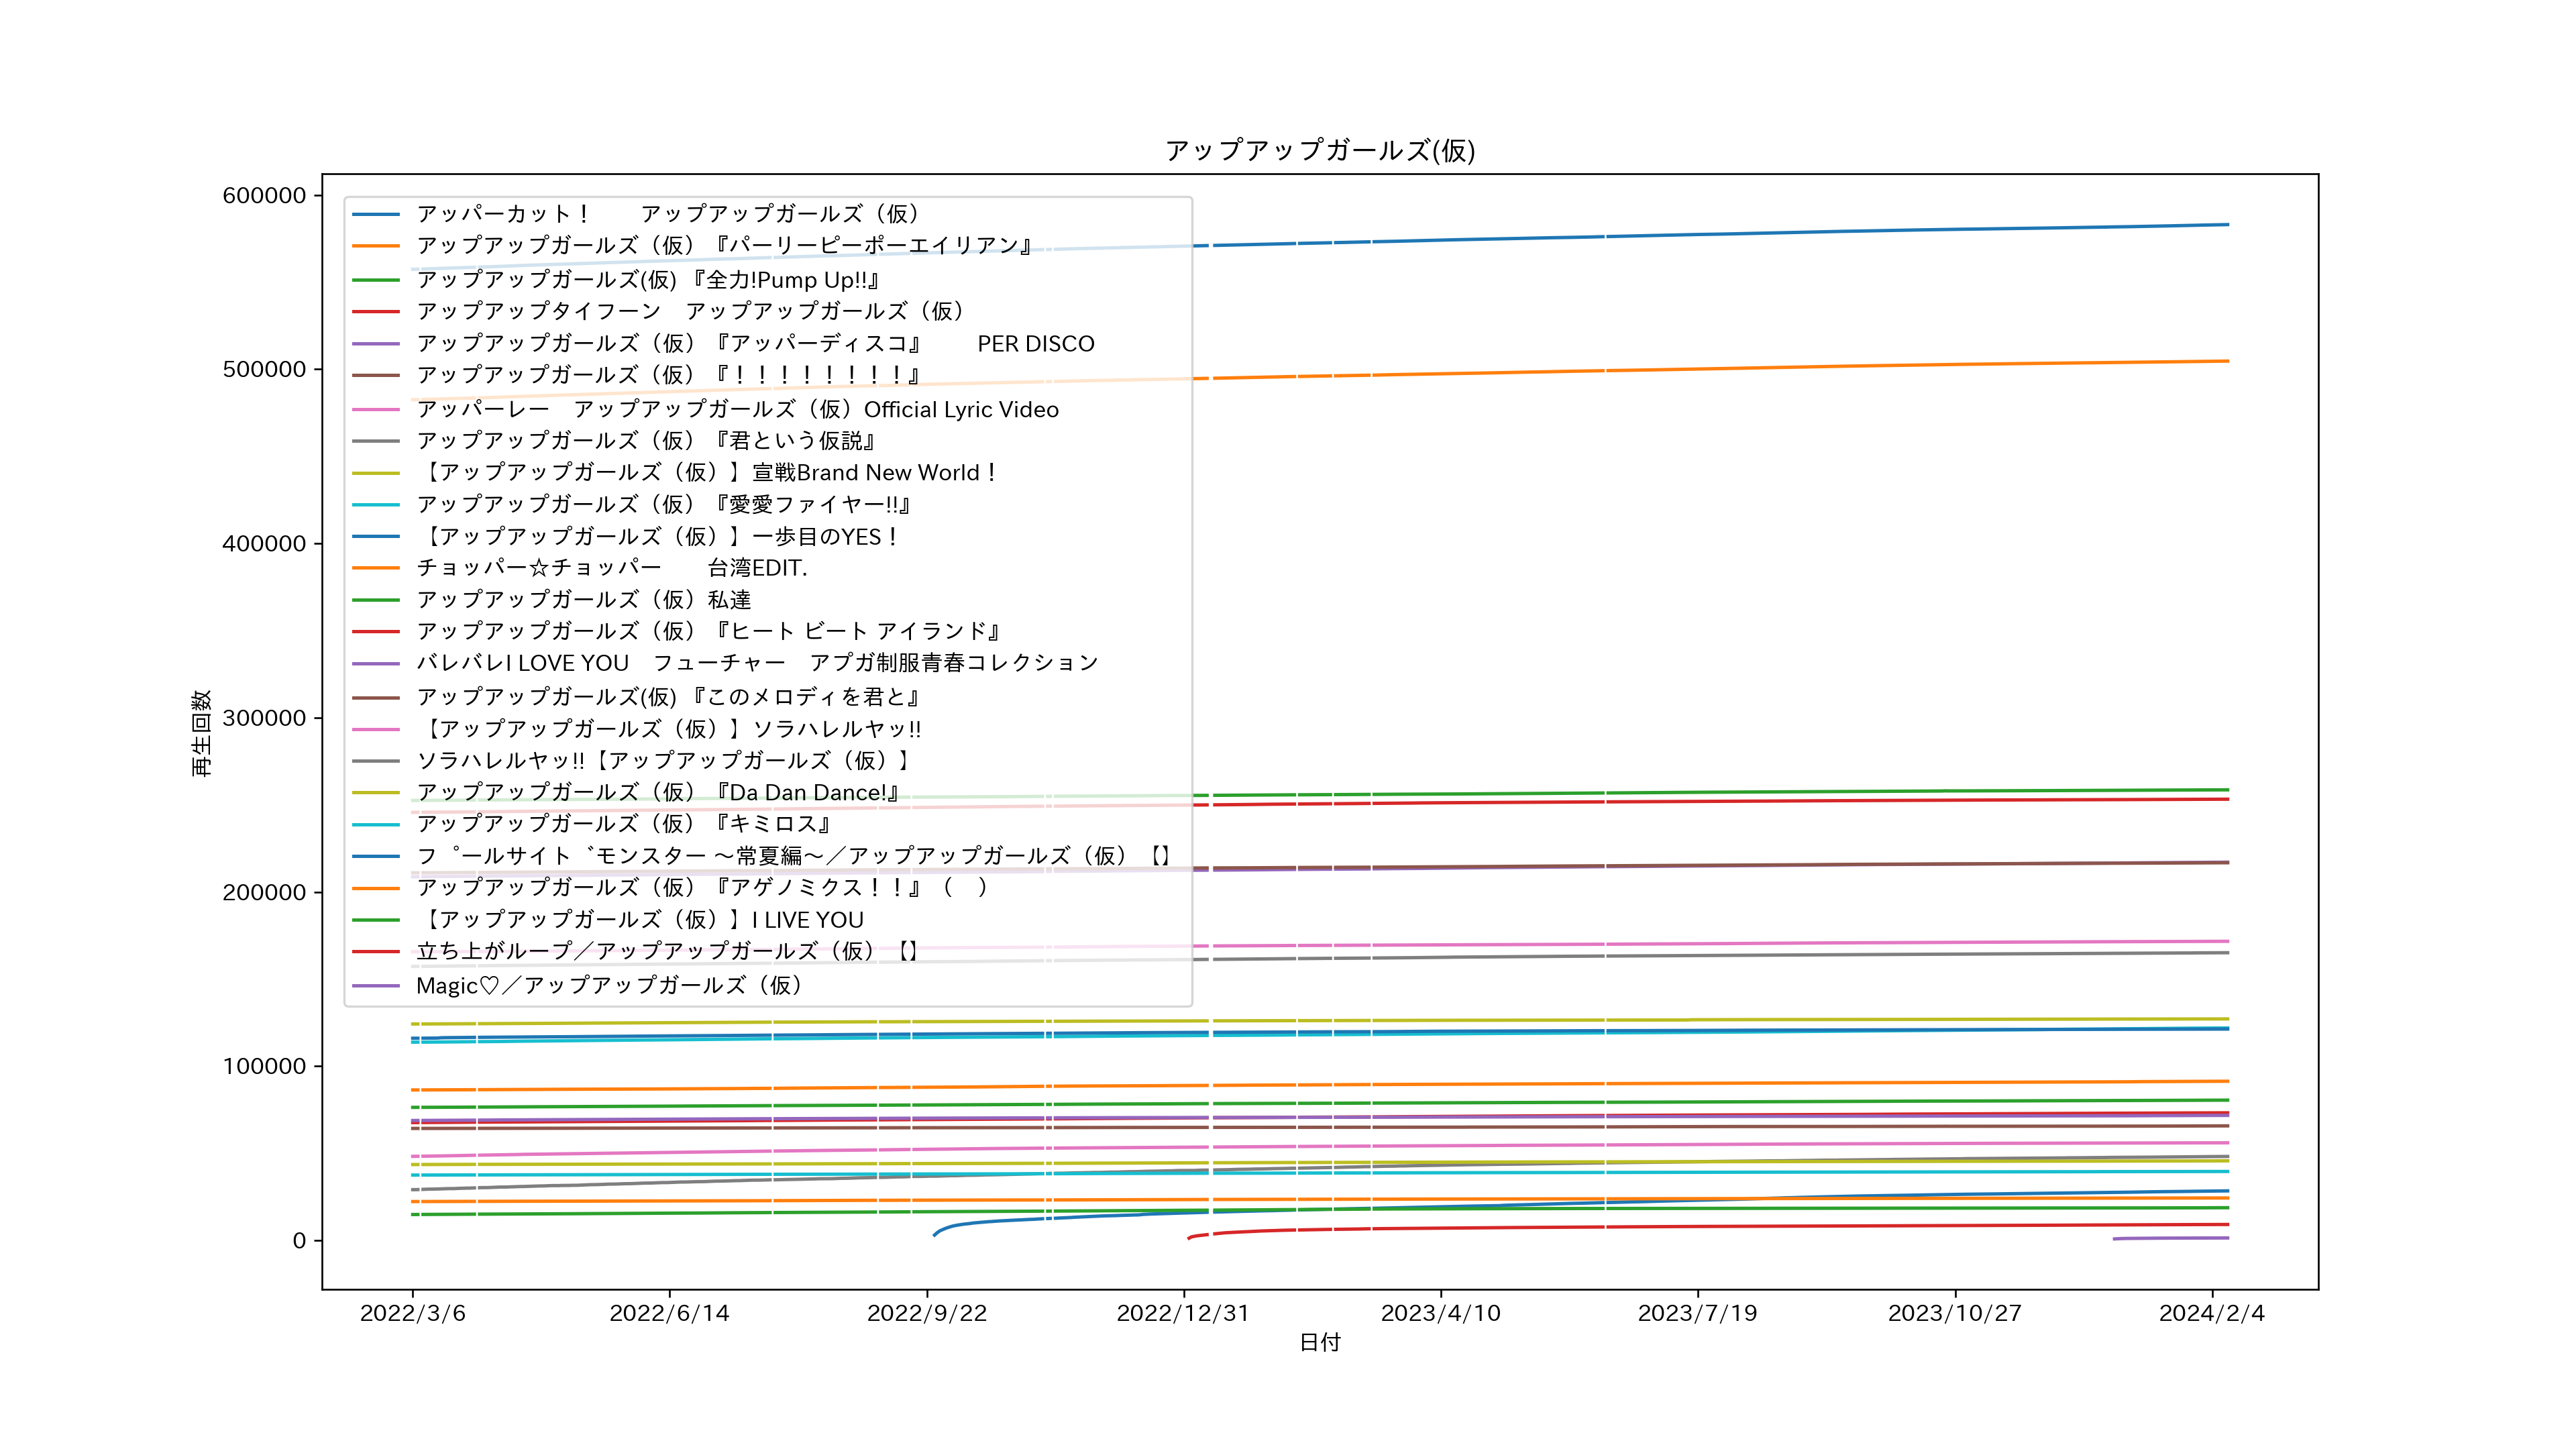 アップアップガールズ(仮)
600000
500000
400000
300000
200000
100000
0
再生回数
アッパーカット！　　アップアップガールズ（仮）
アップアップガールズ（仮）『パーリーピーポーエイリアン』
アップアップガールズ(仮) 『全力!Pump Up!!』
アップアップタイフーン　アップアップガールズ（仮）
アップアップガールズ（仮）『アッパーディスコ』　　PER DISCO
アップアップガールズ（仮）『！！！！！！！！』
アッパーレー　アップアップガールズ（仮）Official Lyric Video
アップアップガールズ（仮）『君という仮説』
【アップアップガールズ（仮）】宣戦Brand New World！
アップアップガールズ（仮）『愛愛ファイヤー!!』
【アップアップガールズ（仮）】一歩目のYES！
チョッパー☆チョッパー　　台湾EDIT.
アップアップガールズ（仮）私達
アップアップガールズ（仮）『ヒート ビート アイランド』
バレバレI LOVE YOU　フューチャー　アプガ制服青春コレクション
アップアップガールズ(仮) 『このメロディを君と』
【アップアップガールズ（仮）】ソラハレルヤッ!!
ソラハレルヤッ!!【アップアップガールズ（仮）】
アップアップガールズ（仮）『Da Dan Dance!』
アップアップガールズ（仮）『キミロス』
フ゜ールサイト゛モンスター ～常夏編～／アップアップガールズ（仮）【】
アップアップガールズ（仮）『アゲノミクス！！』（　）
【アップアップガールズ（仮）】I LIVE YOU
立ち上がループ／アップアップガールズ（仮）【】
Magic♡／アップアップガールズ（仮）
2022/3/6
2022/6/14
2022/9/22
2022/12/31
2023/4/10
2023/7/19
2023/10/27
2024/2/4
日付